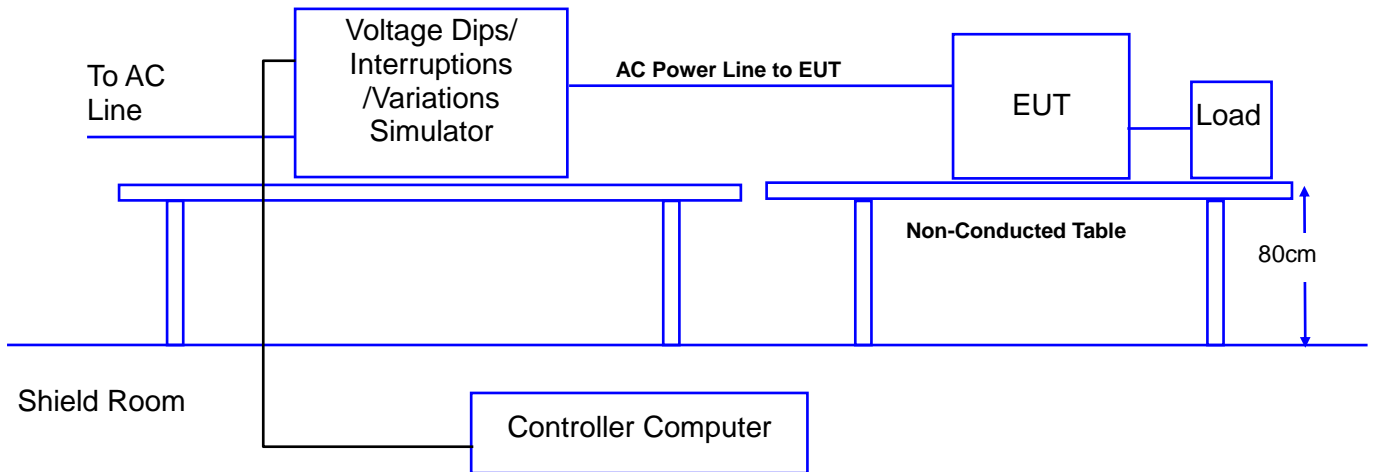 Voltage Dips/
Interruptions
/Variations
Simulator
To AC
Line
AC Power Line to EUT
EUT
Load
Non-Conducted Table
80cm
Shield Room
Controller Computer